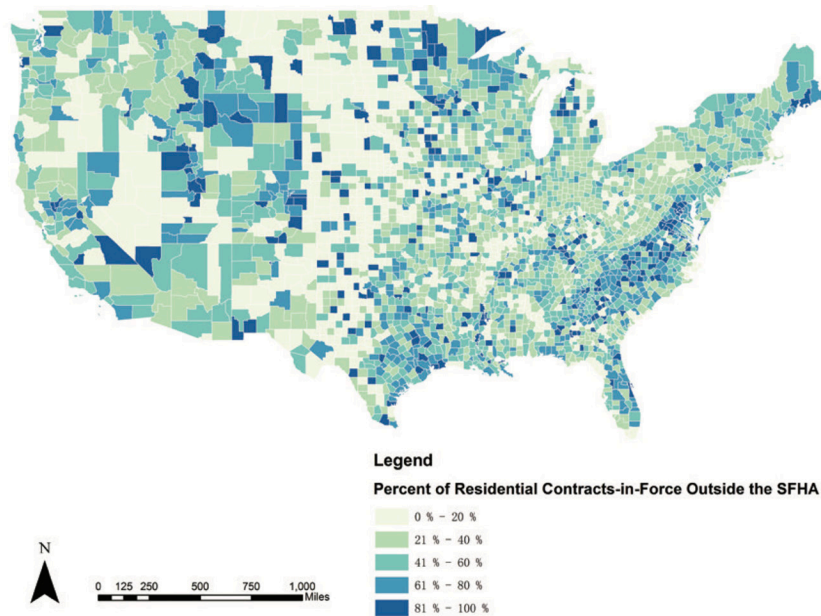 Legend
Percent of Residential Contracts-in-Force Outside the SFHA
0 % - 20 %
21 % - 40 %
41 % - 60 %
61 % - 80 %
81 % - 100 %
N
0 125 250 500 750 1,000
Miles